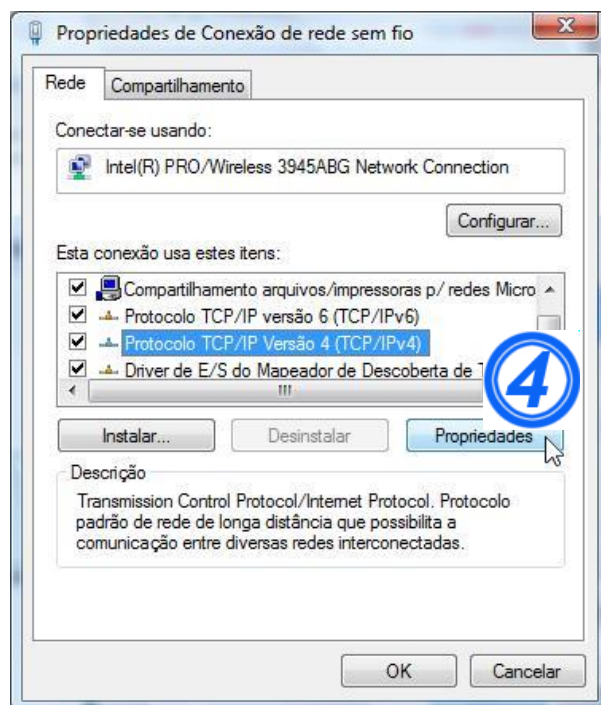 Propriedades de Conexão de rede sem fio
Rede
Compartilhamento
Conectar-se usando:
Intel(R) PRO/Wireless 3945ABG Network Connection
Configurar...
Esta conexão usa estes itens:
Compartilhamento arquivos/impressoras p/ redes Micro
Protocolo TCP/IP versão 6 (TCP/IPv6)
Protocolo TCP/IP Versão 4 (TCP/IPv4)
Driver de E/S do Mapeador de Descoberta de
4
Instalar...
Desinstalar
Propriedades
Descrição
Transmission Control Protocol/Internet Protocol. Protocolo
padrão de rede de longa distância que possibilita a
comunicação entre diversas redes interconectadas.
OK
Cancelar